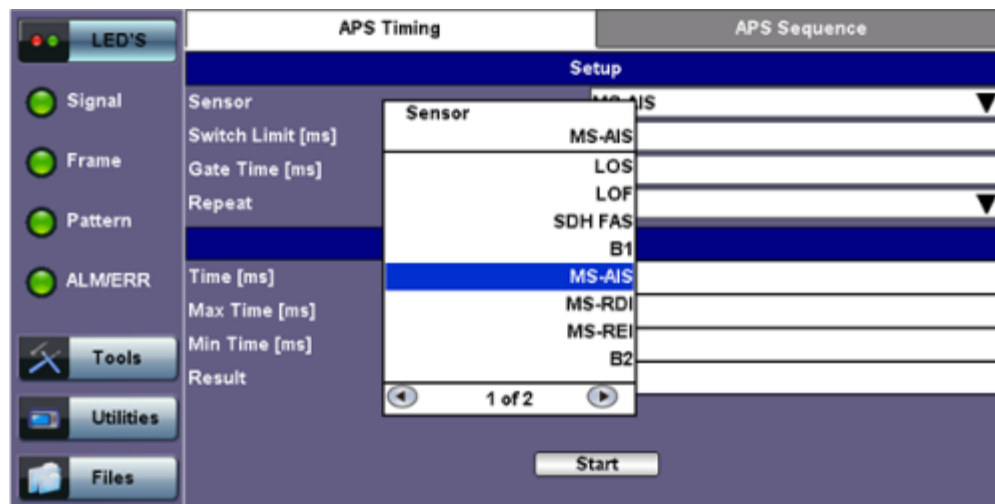 LED'S
Signal
Frame
Pattern
ALM/ERR
Tools
Utilities
Files
APS Timing
APS Sequence
Setup
Sensor
Switch Limit [ms]
Gate Time [ms]
Repeat
Time [ms]
Max Time [ms]
Min Time [ms]
Result
Sensor
MS-AIS
LOS
LOF
SDH FAS
B1
MS-AIS
MS-RDI
MS-REI
B2
1 of 2
Start